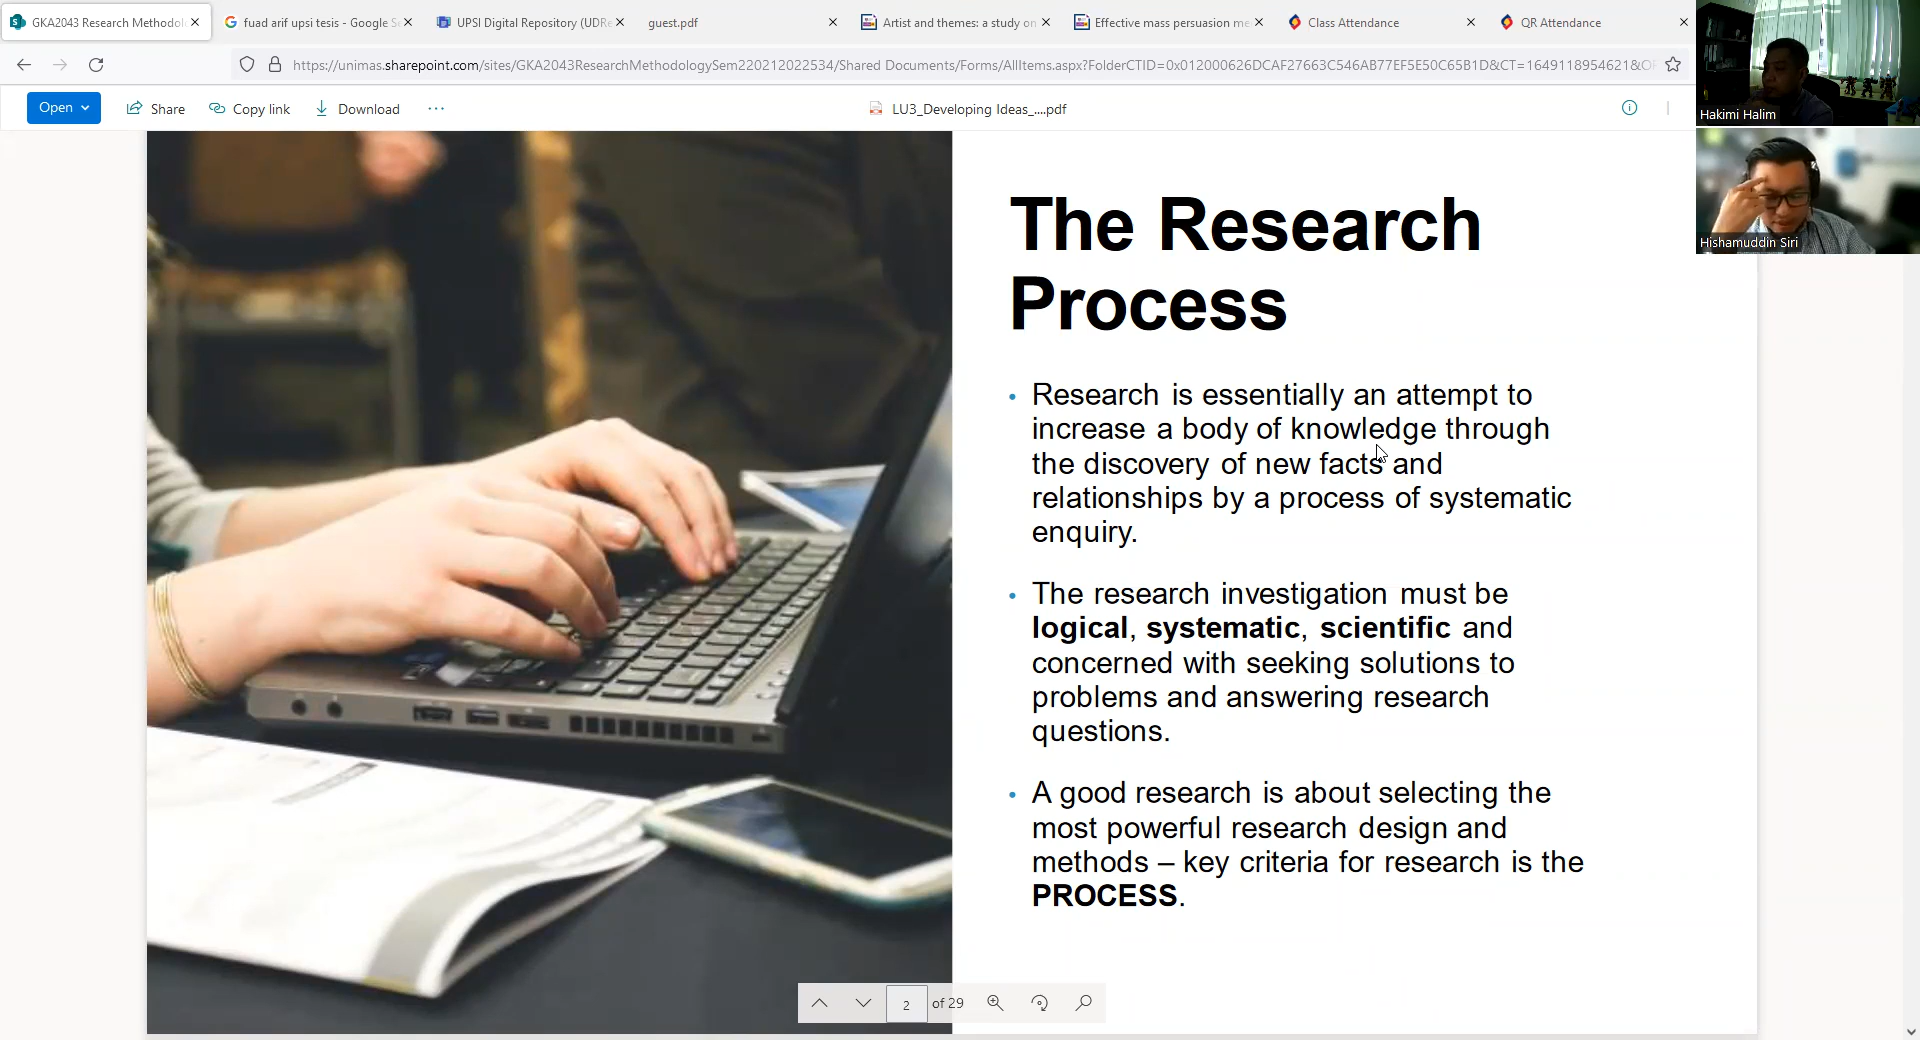 GKA2043 Research Methodol
fuad arif upsi tesis - Google Se
UPSI Digital Repository (UDRe
guest.pdf
Artist and themes: a study on
Effective mass persuasion me
Class Attendance
QR Attendance
https://unimas.sharepoint.com/sites/GKA2043ResearchMethodologySem220212022534/Shared Documents/Forms/AllItems.aspx?FolderCTID=0x012000626DCAF27663C546AB77EF5E50C65B1D&CT=1649118954621&O
Open
Share
Copy link
Download
LU3_Developing Ideas_....pdf
Hakimi Halim
Hishamuddin Siri
The Research
Process
• Research is essentially an attempt to
increase a body of knowledge through
the discovery of new facts and
relationships by a process of systematic
enquiry.
• The research investigation must be
logical, systematic, scientific and
concerned with seeking solutions to
problems and answering research
questions.
• A good research is about selecting the
most powerful research design and
methods – key criteria for research is the
PROCESS.
2 of 29